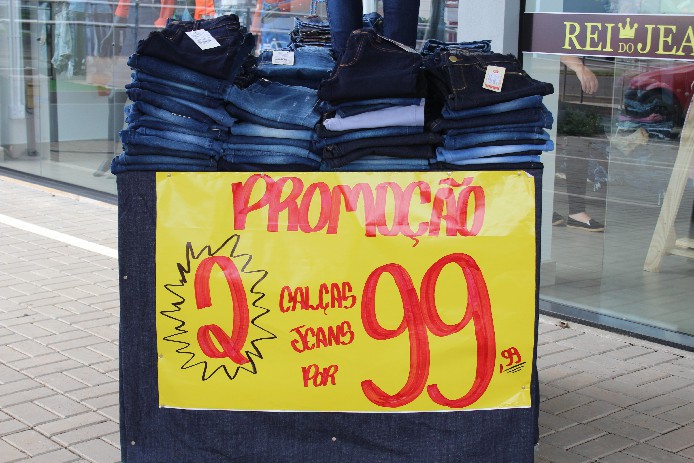 REI DO JEA
PROMOÇÃO
2 CALÇAS
JEANS
POR
99,99